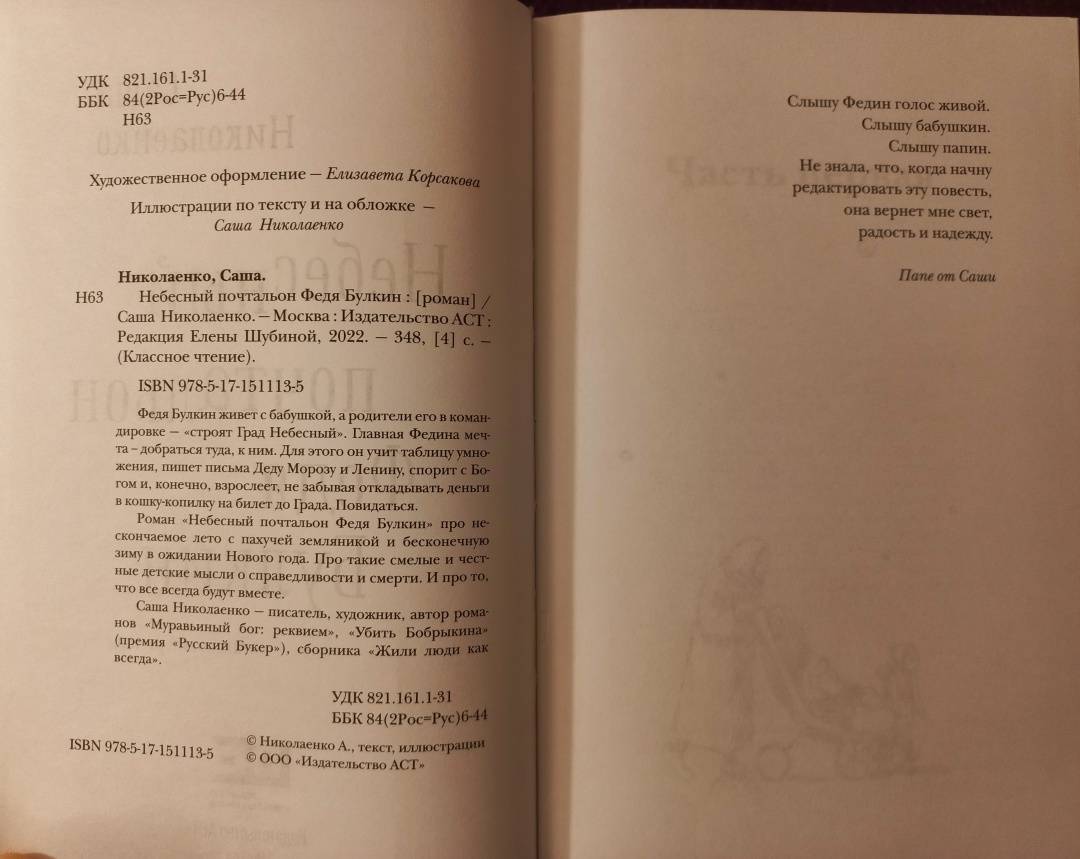 УДК 821.161.1-31
ББК 84(2Рос=Рус)6-44
Н63
Художественное оформление — Елизавета Корсакова
Иллюстрации по тексту и на обложке —
Саша Николаенко
Николаенко, Саша.
Н63 Небесный почтальон Федя Булкин : [роман] /
Саша Николаенко. — Москва : Издательство АСТ :
Редакция Елены Шубиной, 2022. — 348, [4] с. —
(Классное чтение).
ISBN 978-5-17-151113-5
Федя Булкин живет с бабушкой, а родители его в коман-
дировке — «строят Град Небесный». Главная Федина меч-
та – добраться туда, к ним. Для этого он учит таблицу умно-
жения, пишет письма Деду Морозу и Ленину, спорит с Бо-
гом и, конечно, взрослеет, не забывая откладывать деньги
в кошку-копилку на билет до Града. Повидаться.
Роман «Небесный почтальон Федя Булкин» про не-
скончаемое лето с пахучей земляникой и бесконечную
зиму в ожидании Нового года. Про такие смелые и чест-
ные детские мысли о справедливости и смерти. И про то,
что все всегда будут вместе.
Саша Николаенко — писатель, художник, автор рома-
нов «Муравьиный бог: реквием», «Убить Бобрыкина»
(премия «Русский Букер»), сборника «Жили люди как
всегда».
УДК 821.161.1-31
ББК 84(2Рос=Рус)6-44
ISBN 978-5-17-151113-5
© Николаенко А., текст, иллюстрации
© ООО «Издательство АСТ»
Слышу Федин голос живой.
Слышу бабушкин.
Слышу папин.
Не знала, что, когда начну
редактировать эту повесть,
она вернет мне свет,
радость и надежду.
Папе от Саши